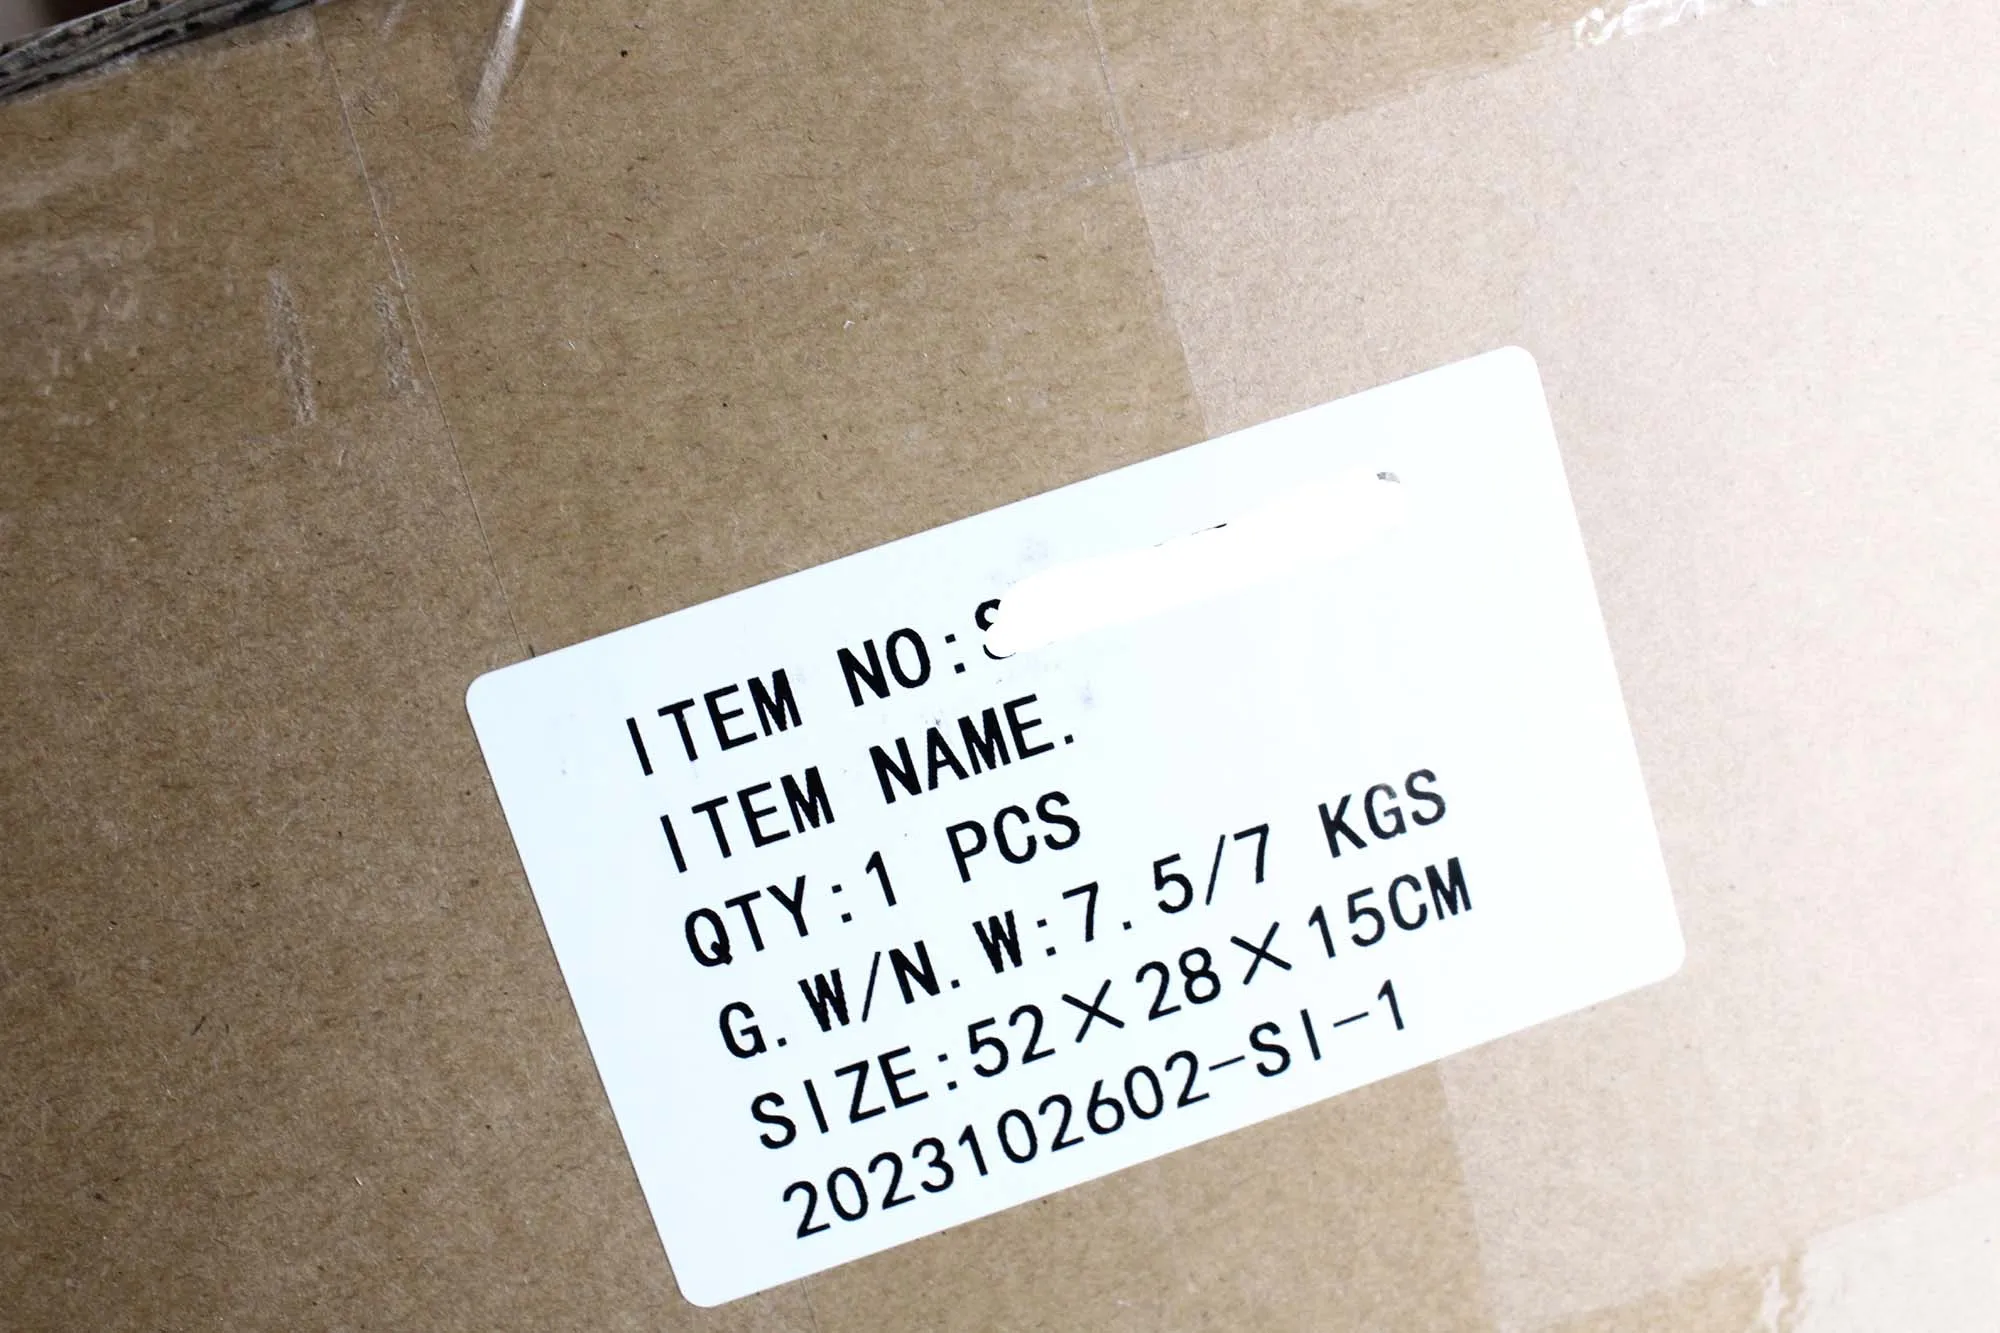 ITEM NO:S
ITEM NAME.
QTY:1 PCS
G.W/N.W:7.5/7 KGS
SIZE:52×28×15CM
2023102602-SI-1